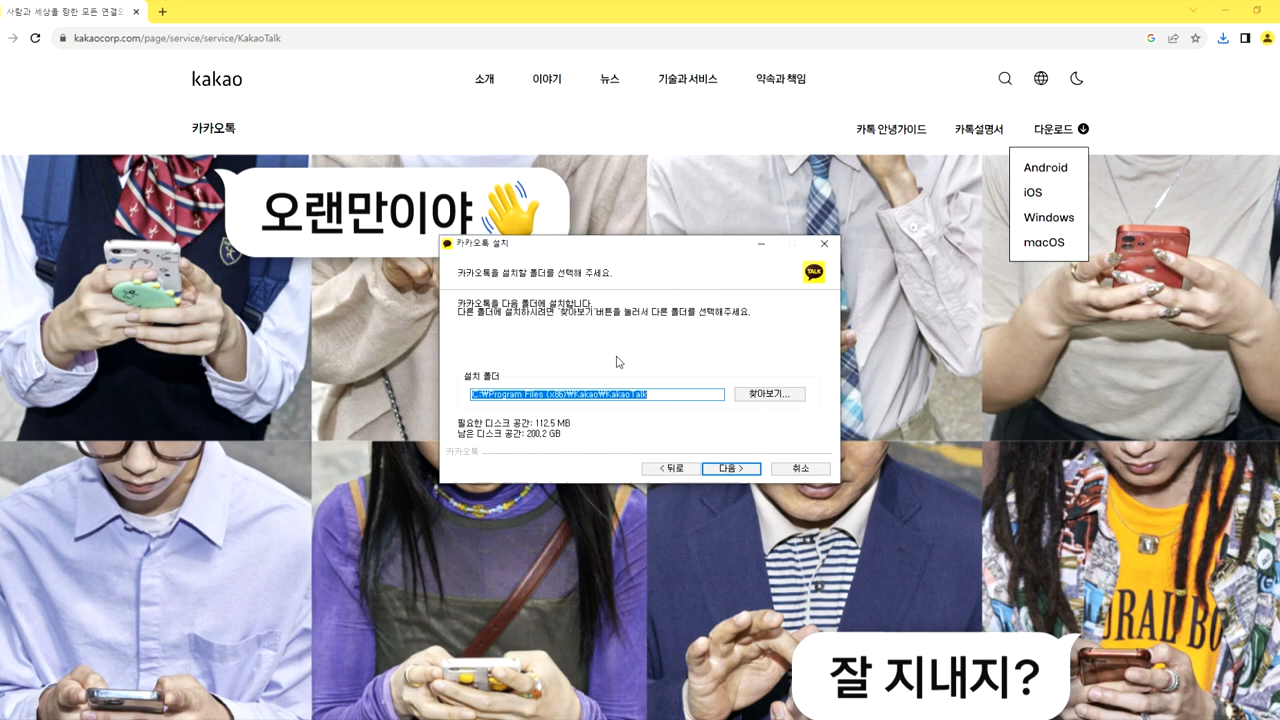 사람과 세상을 향한 모든 연결의
kakaocorp.com/page/service/service/KakaoTalk
kakao
소개 이야기 뉴스 기술과 서비스 약속과 책임
카카오톡
카톡 안녕가이드 카톡설명서 다운로드
Android
iOS
Windows
macOS
오랜만이야
카카오톡 설치
카카오톡을 설치할 폴더를 선택해 주세요.
TALK
카카오톡을 다음 폴더에 설치합니다.
다른 폴더에 설치하시려면 '찾아보기'버튼을 눌러서 다른 폴더를 선택해주세요.
설치 폴더
C:₩Program Files (x86)₩Kakao₩KakaoTalk
찾아보기...
필요한 디스크 공간: 112.5 MB
남은 디스크 공간: 200.2 GB
카카오톡
< 뒤로 다음 > 취소
RAL BO
잘 지내지?